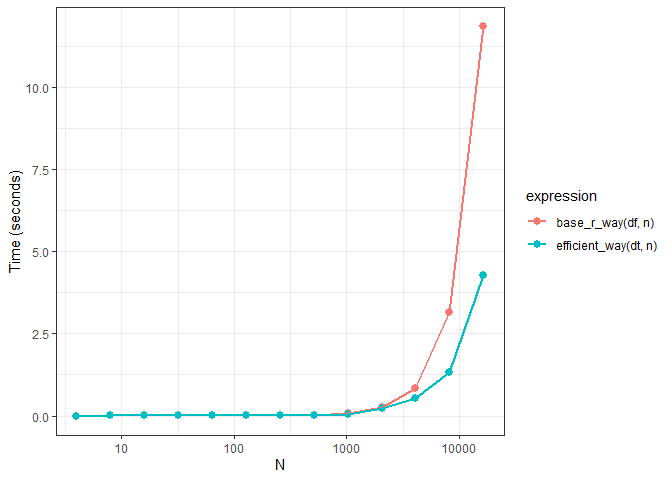 Time (seconds)
10.0
7.5
5.0
2.5
0.0
10
100
1000
10000
N
expression
base_r_way(df, n)
efficient_way(dt, n)